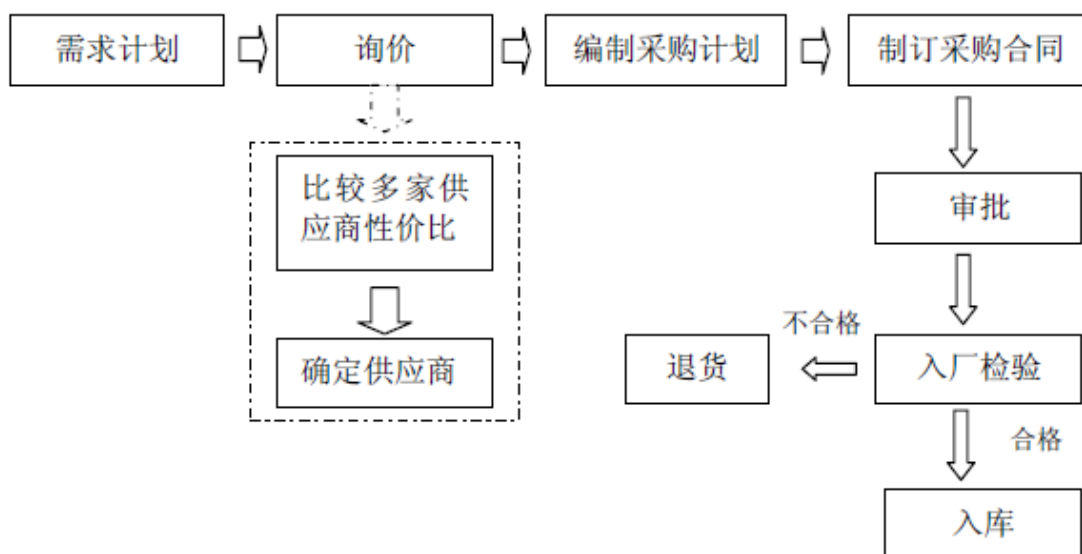 需求计划
询价
编制采购计划
制订采购合同
比较多家供
应商性价比
审批
不合格
确定供应商
退货
入厂检验
合格
入库